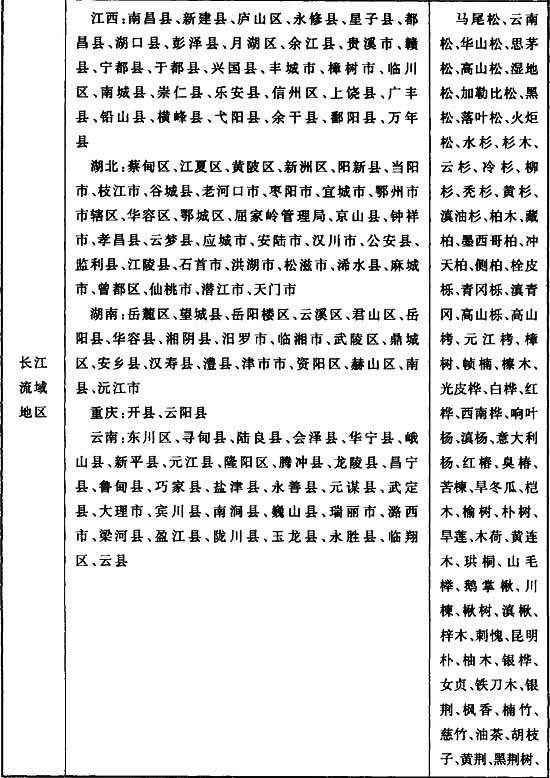 长江
流域
地区
江西:南昌县、新建县、庐山区、永修县、星子县、都
昌县、湖口县、彭泽县、月湖区、余江县、贵溪市、赣
县、宁都县、于都县、兴国县、丰城市、樟树市、临川
区、南城县、崇仁县、乐安县、信州区、上饶县、广丰
县、铅山县、横峰县、弋阳县、余干县、鄱阳县、万年
县
湖北:蔡甸区、江夏区、黄陂区、新洲区、阳新县、当阳
市、枝江市、谷城县、老河口市、枣阳市、宜城市、鄂州市
市辖区、华容区、鄂城区、屈家岭管理局、京山县、钟祥
市、孝昌县、云梦县、应城市、安陆市、汉川市、公安县、
监利县、江陵县、石首市、洪湖市、松滋市、浠水县、麻城
市、曾都区、仙桃市、潜江市、天门市
湖南:岳麓区、望城县、岳阳楼区、云溪区、君山区、岳
阳县、华容县、湘阴县、汨罗市、临湘市、武陵区、鼎城
区、安乡县、汉寿县、澧县、津市市、资阳区、赫山区、南
县、沅江市
重庆:开县、云阳县
云南:东川区、寻甸县、陆良县、会泽县、华宁县、峨
山县、新平县、元江县、隆阳区、腾冲县、龙陵县、昌宁
县、鲁甸县、巧家县、盐津县、永善县、元谋县、武定
县、大理市、宾川县、南涧县、巍山县、瑞丽市、潞西
市、梁河县、盈江县、陇川县、玉龙县、永胜县、临翔
区、云县
马尾松、云南
松、华山松、思茅
松、高山松、湿地
松、加勒比松、黑
松、落叶松、火炬
松、水杉、杉木、
云杉、冷杉、柳
杉、秃杉、黄杉、
滇油杉、柏木、藏
柏、墨西哥柏、冲
天柏、侧柏、栓皮
栎、青冈栎、滇青
冈、高山栎、高山
栲、元江栲、樟
树、帧楠、檫木、
光皮桦、白桦、红
桦、西南桦、响叶
杨、滇杨、意大利
杨、红椿、臭椿、
苦楝、旱冬瓜、桤
木、榆树、朴树、
旱莲、木荷、黄连
木、珙桐、山毛
榉、鹅掌楸、川
楝、楸树、滇楸、
梓木、刺愧、昆明
朴、柚木、银桦、
女贞、铁刀木、银
荆、枫香、楠竹、
慈竹、油茶、胡枝
子、黄荆、黑荆树、